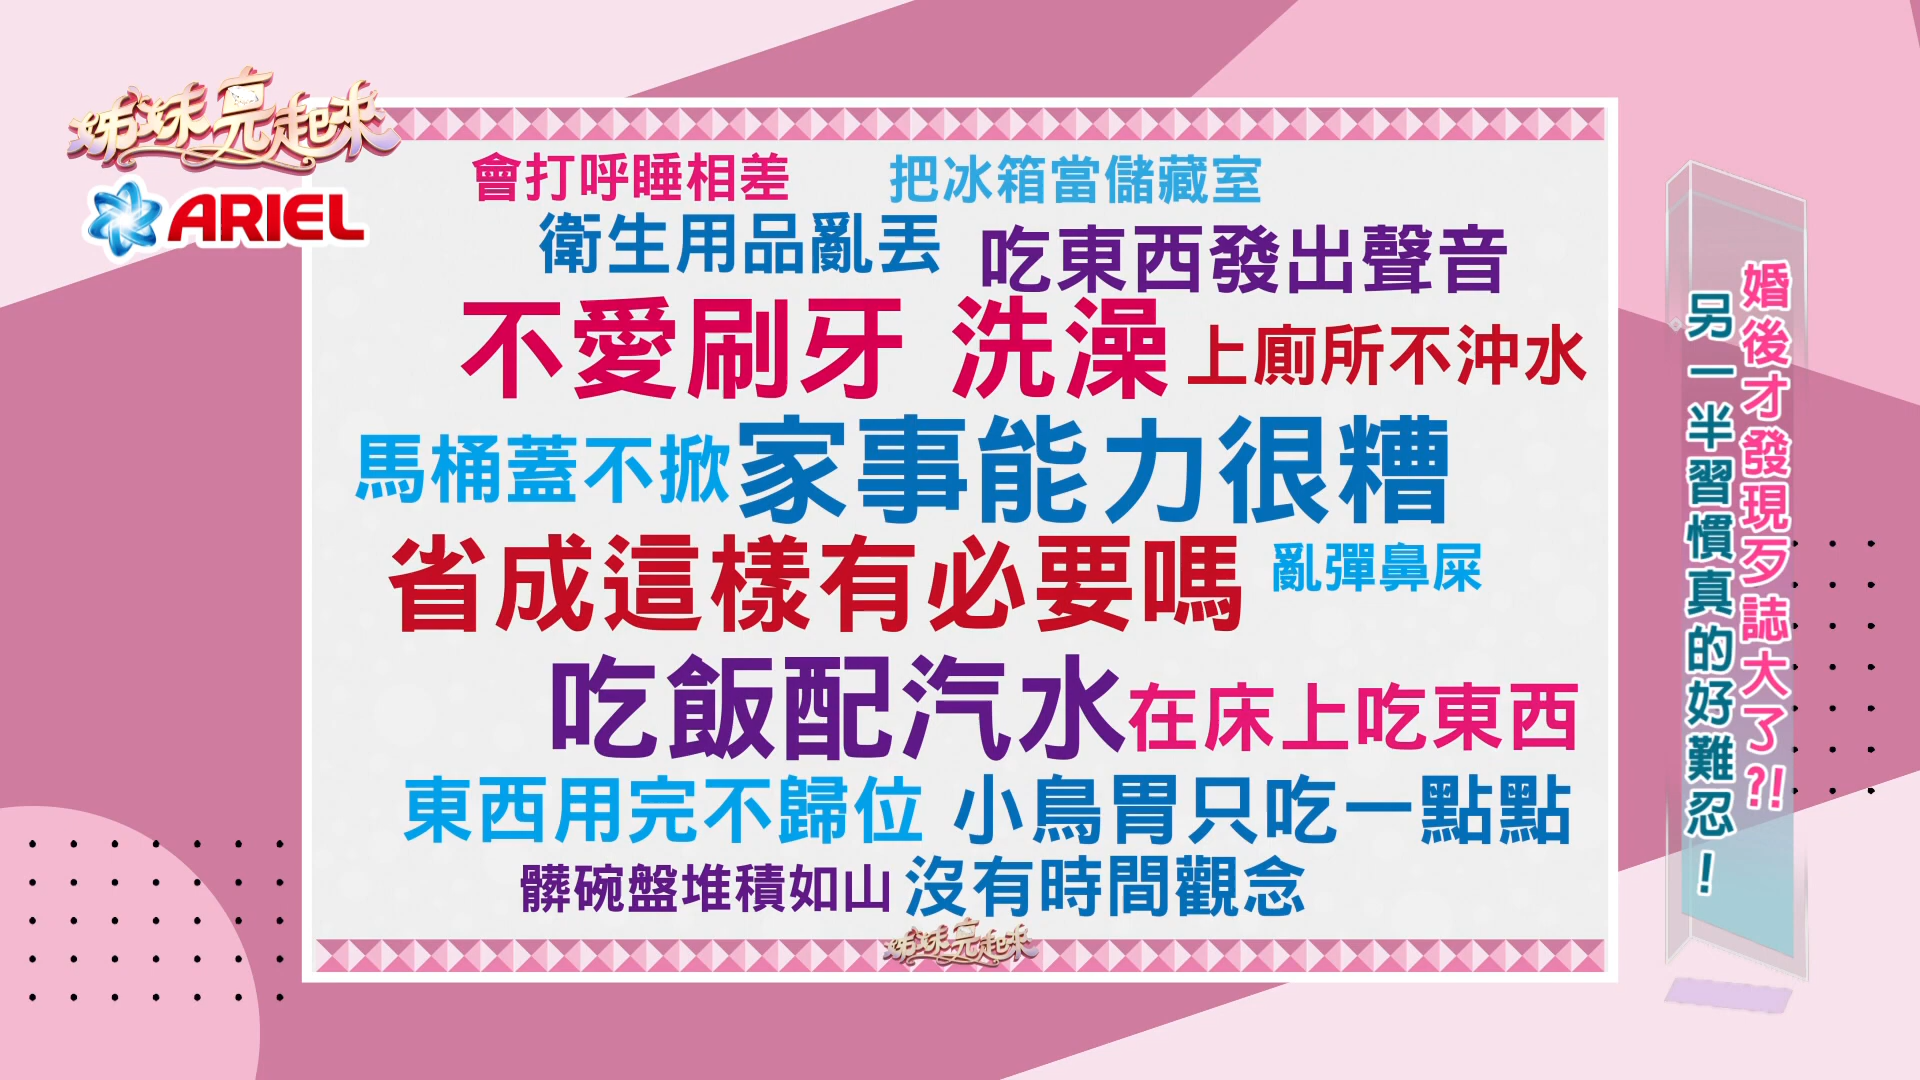 姊妹亮起來
ARIEL
會打呼睡相差 把冰箱當儲藏室
衛生用品亂丟 吃東西發出聲音
不愛刷牙 洗澡 上廁所不沖水
馬桶蓋不掀 家事能力很糟
省成這樣有必要嗎 亂彈鼻屎
吃飯配汽水 在床上吃東西
東西用完不歸位 小鳥胃只吃一點點
髒碗盤堆積如山 沒有時間觀念
姊妹亮起來
婚後才發現歹誌大了?!
另一半習慣真的好難忍!